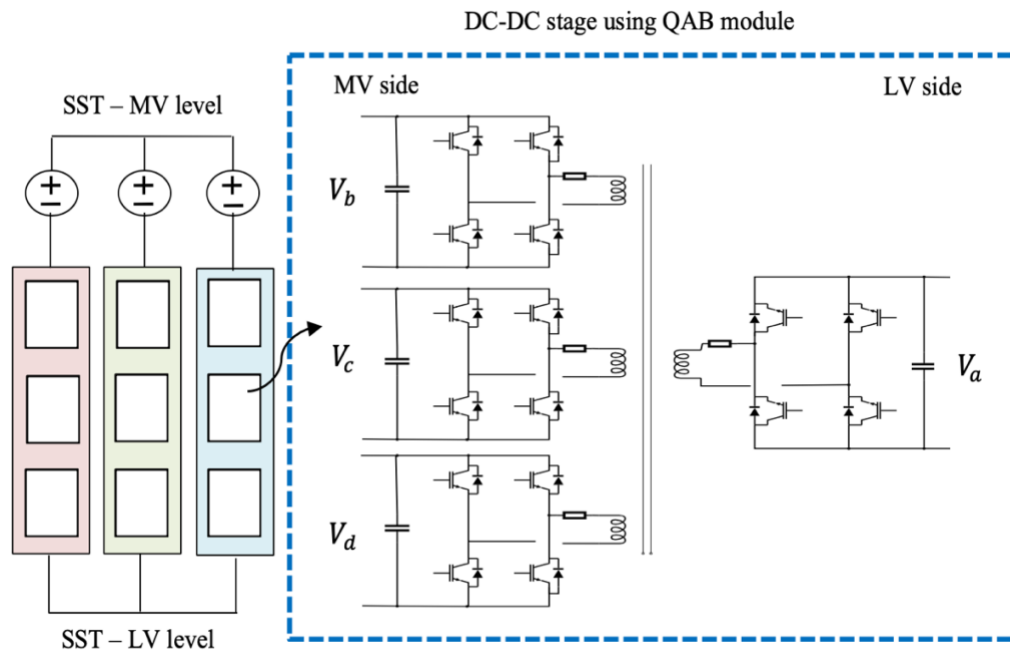 DC-DC stage using QAB module
MV side
LV side
SST – MV level
V_b
V_c
V_a
V_d
SST – LV level